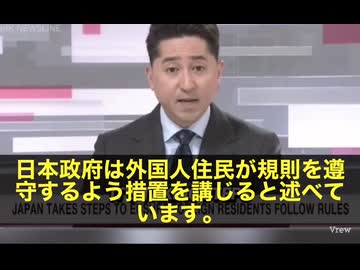 NEWSLINE
日本政府は外国人住民が規則を遵
守するよう措置を講じると述べて
います。
JAPAN TAKES STEPS TO E
GN RESIDENTS FOLLOW RULES
Vrew